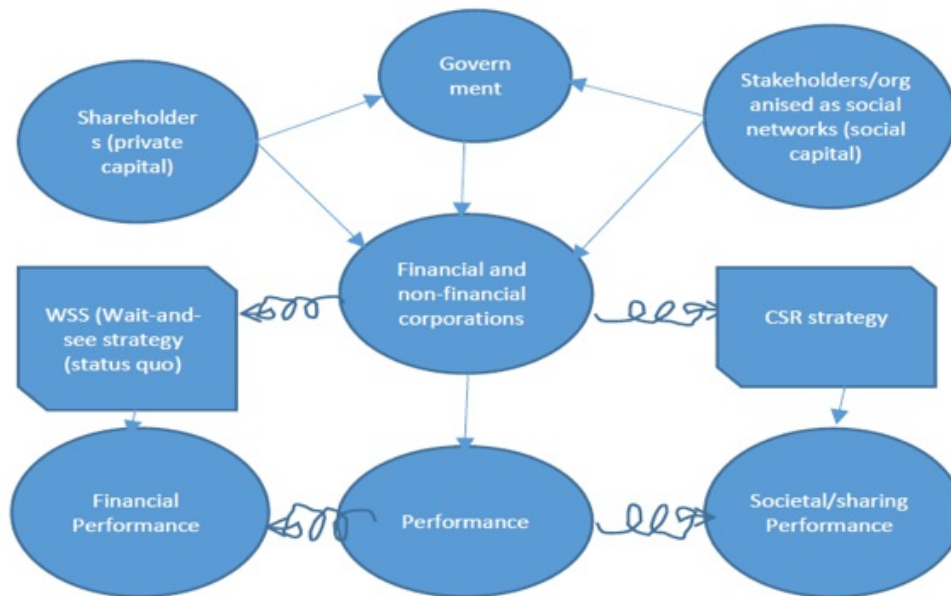 Govern
ment
Shareholder
s (private
capital)
Stakeholders/org
anised as social
networks (social
capital)
Financial and
non-financial
corporations
WSS (Wait-and-
see strategy
(status quo)
CSR strategy
Financial
Performance
Performance
Societal/sharing
Performance